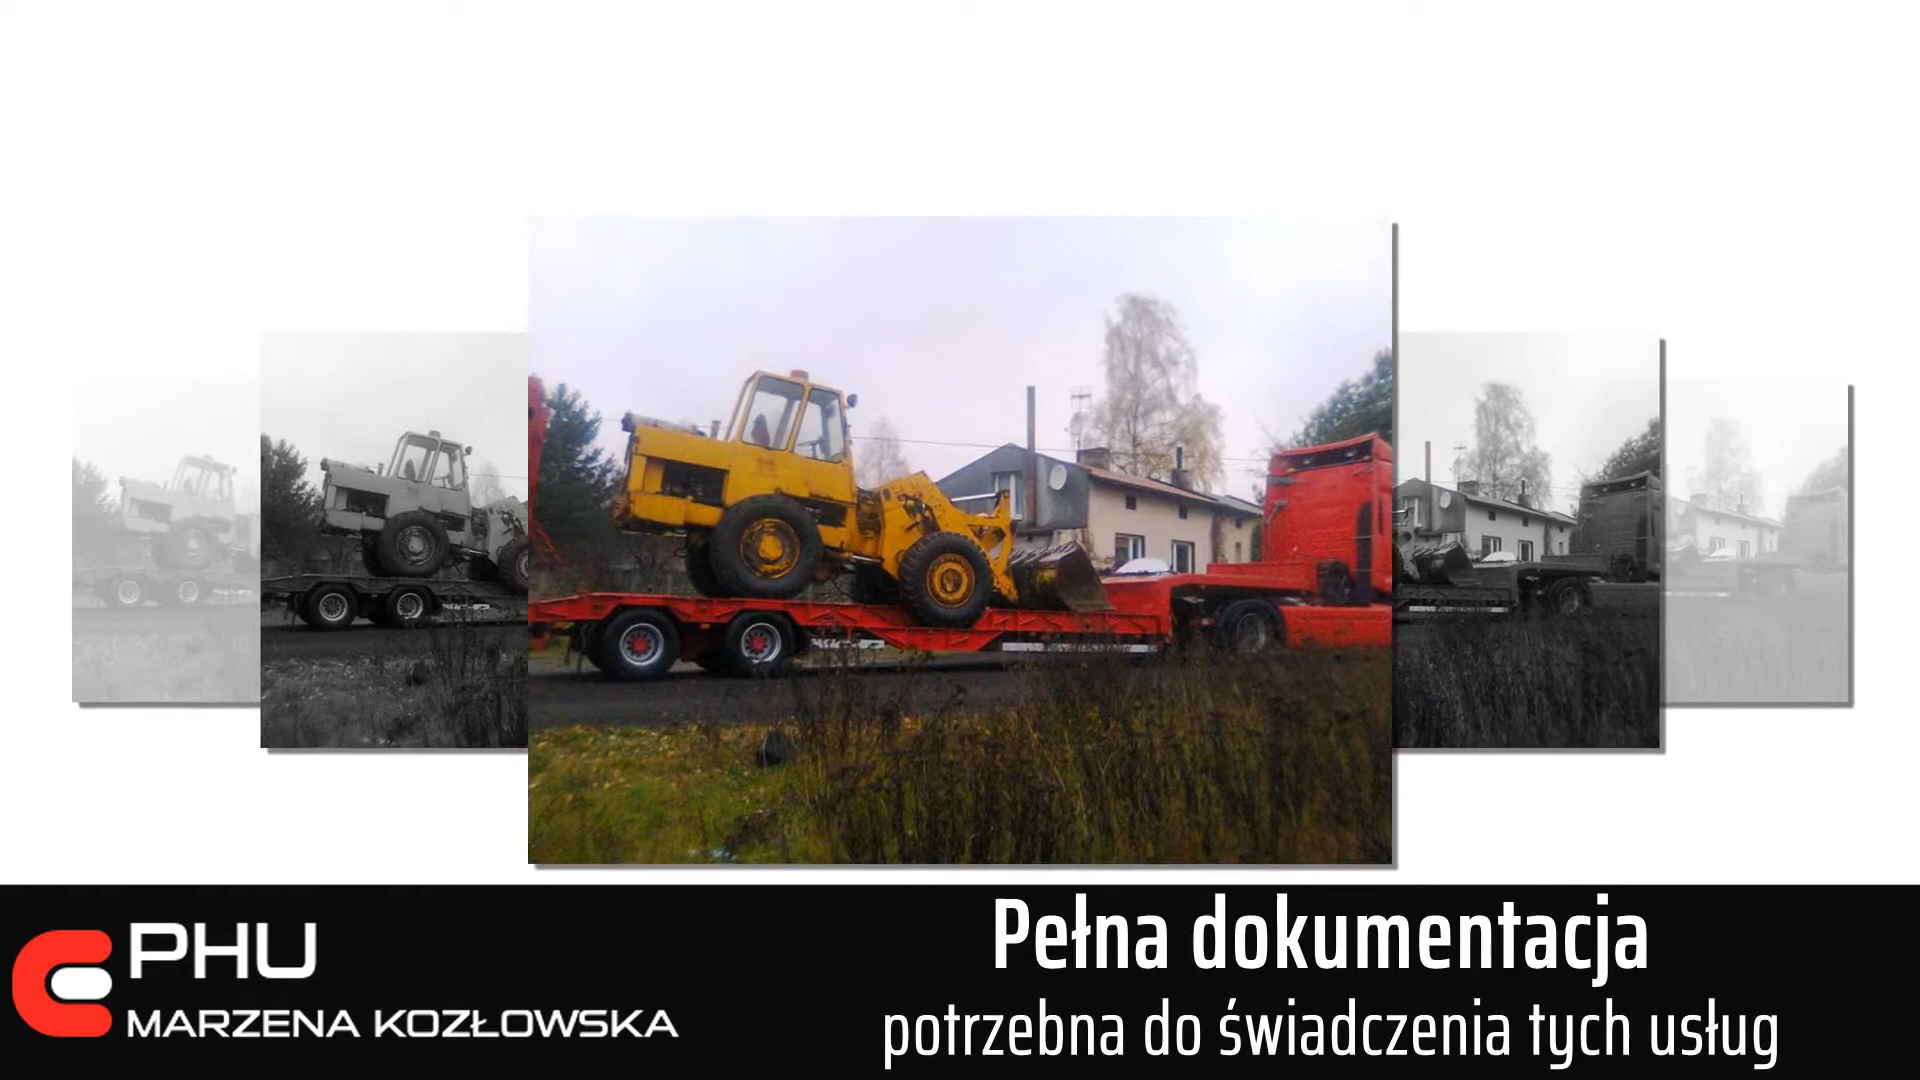 PHU
MARZENA KOZŁOWSKA
Pełna dokumentacja
potrzebna do świadczenia tych usług